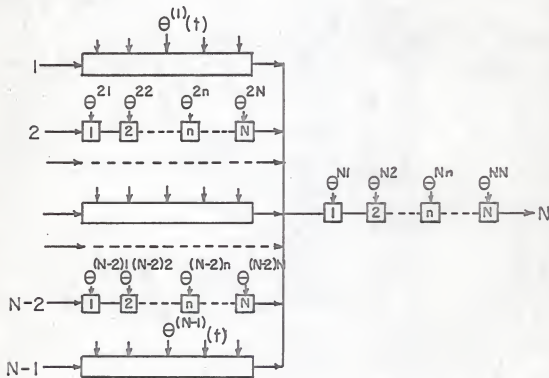 Θ^(1)(t)
1
Θ^21 Θ^22 Θ^2n Θ^2N
2 1 2 n N
Θ^N1 Θ^N2 Θ^Nn Θ^NN
1 2 n N N
Θ^(N-2)1 Θ^(N-2)2 Θ^(N-2)n Θ^(N-2)N
N-2 1 2 n N
Θ^(N-1)(t)
N-1